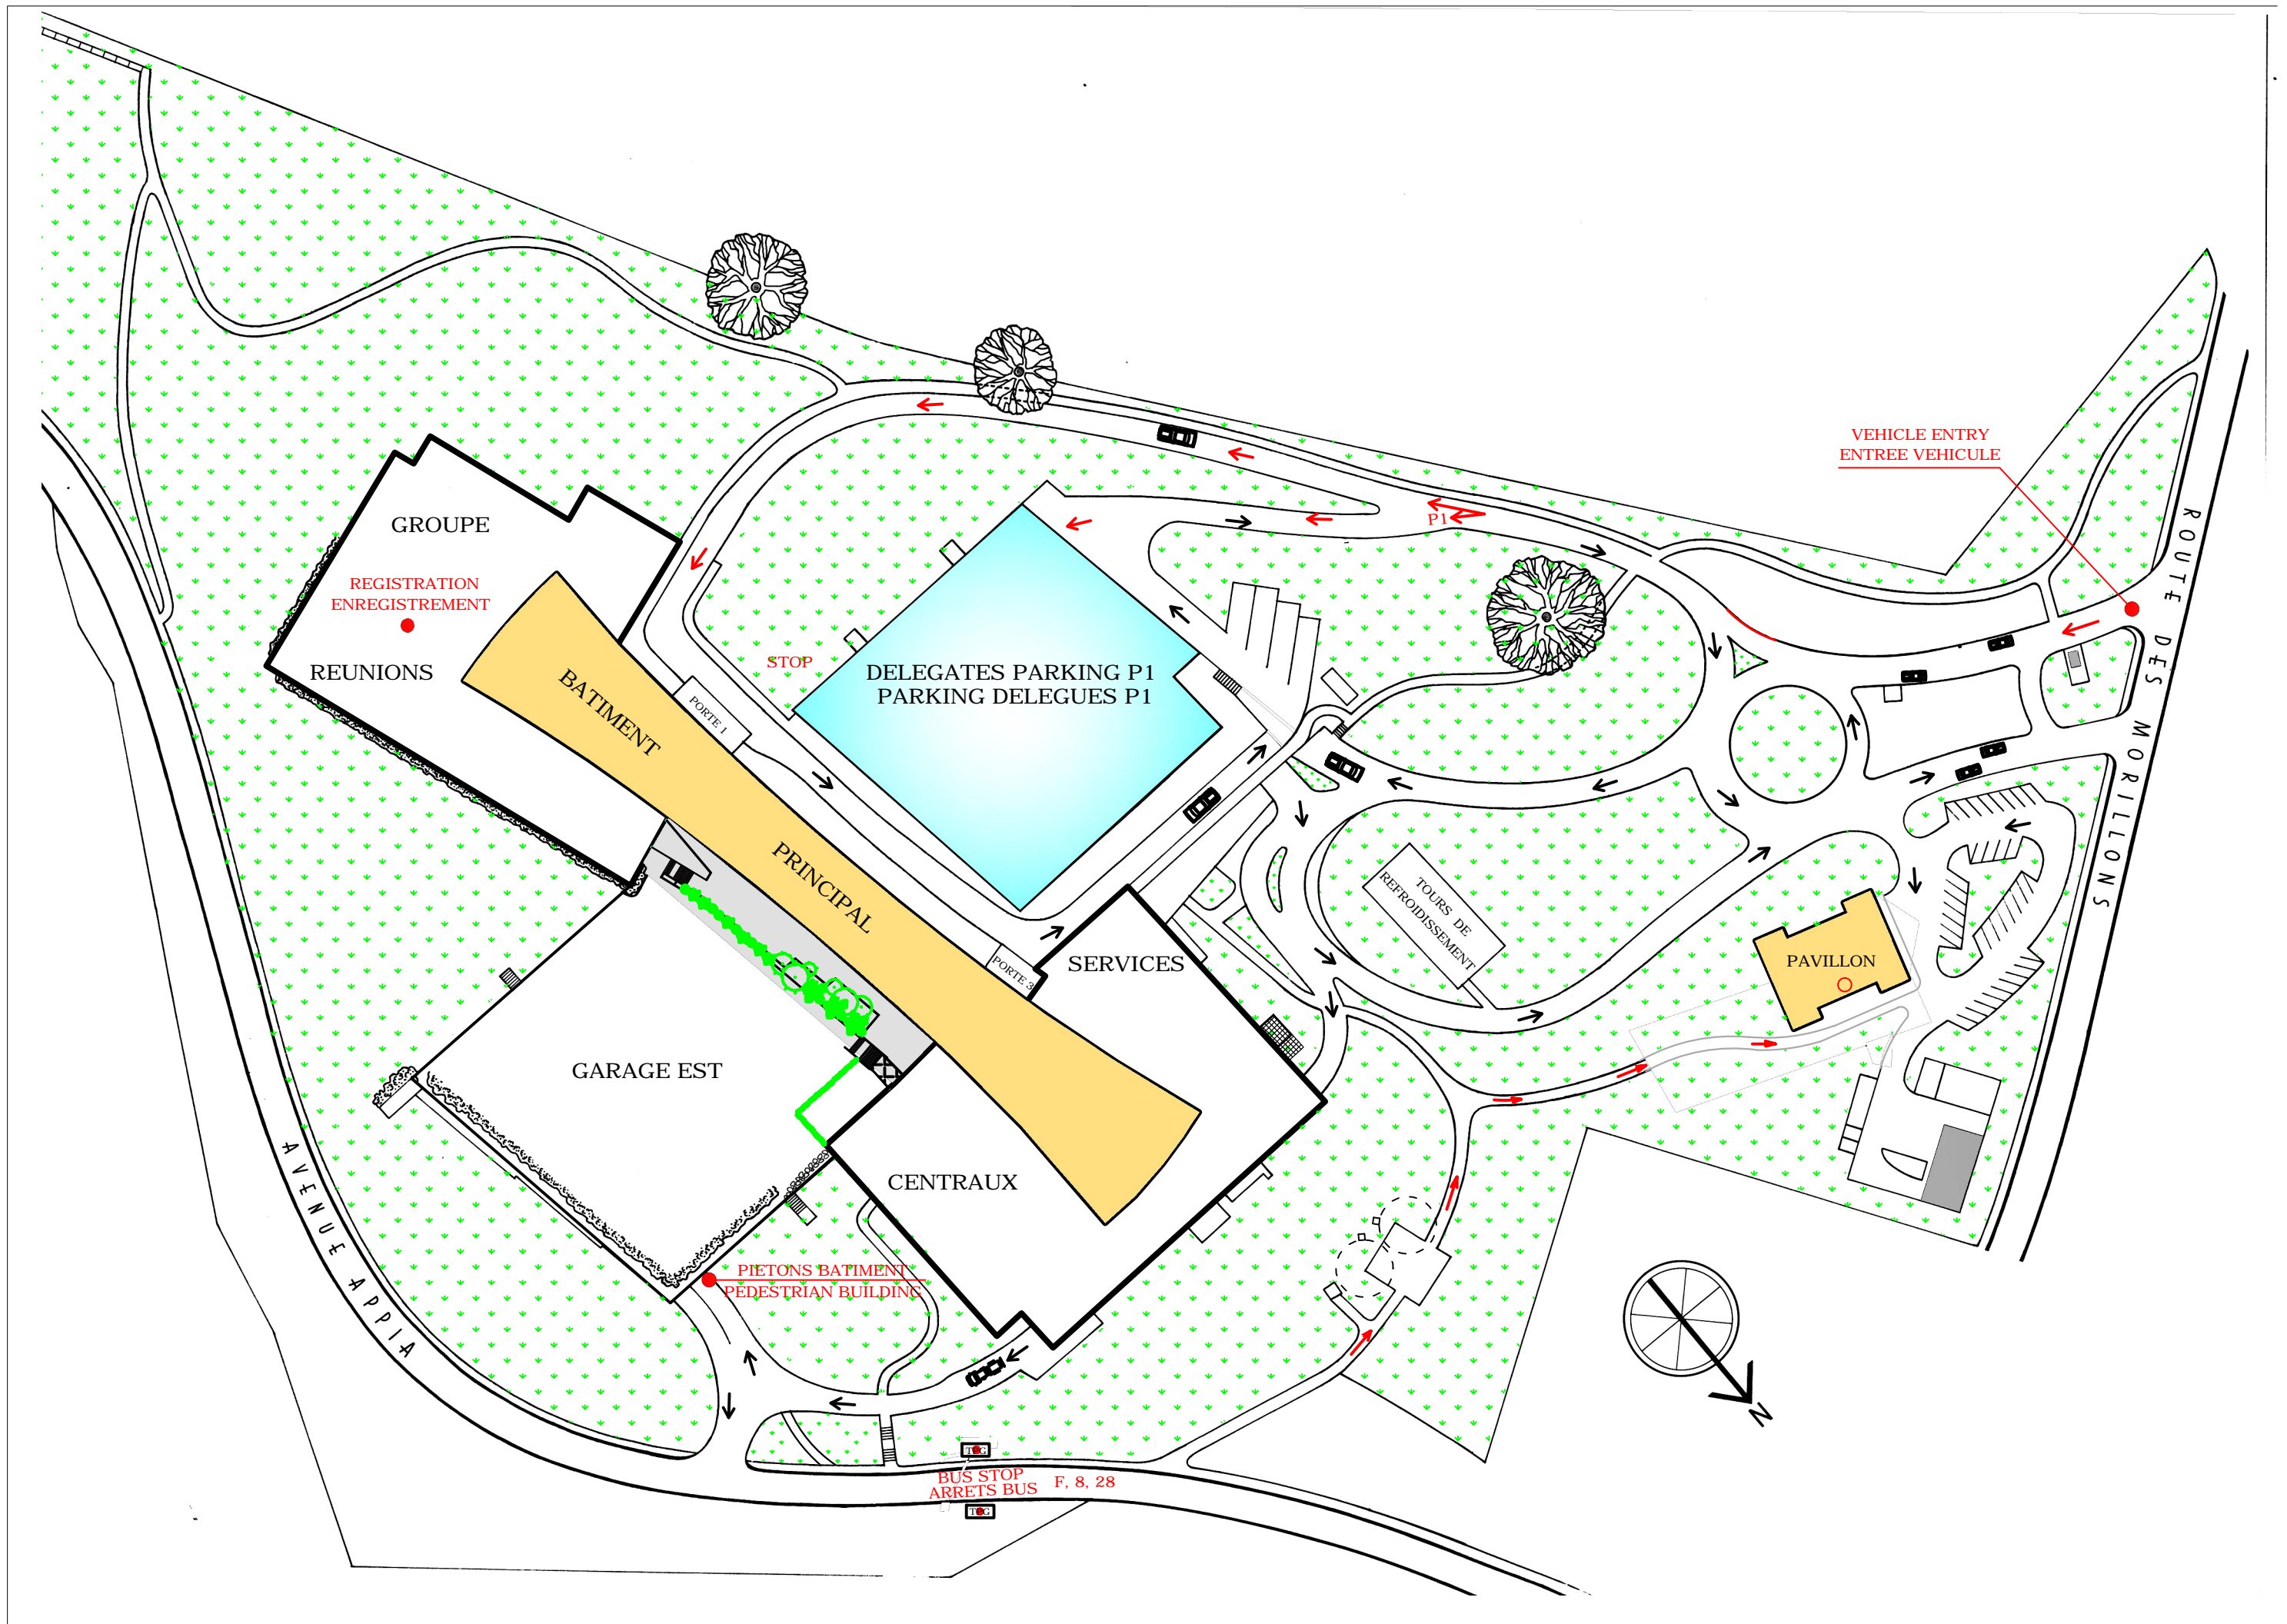 VEHICLE ENTRY
ENTREE VEHICULE
GROUPE
P1
ROUTE DES MORILLONS
REGISTRATION
ENREGISTREMENT
REUNIONS
STOP
DELEGATES PARKING P1
PARKING DELEGUES P1
BATIMENT
PORTE 1
PRINCIPAL
TOURS DE
REFROIDISSEMENT
SERVICES
PORTE 3
PAVILLON
GARAGE EST
CENTRAUX
AVENUE APPIA
PIETONS BATIMENT
PEDESTRIAN BUILDING
N
BUS STOP
ARRETS BUS F, 8, 28